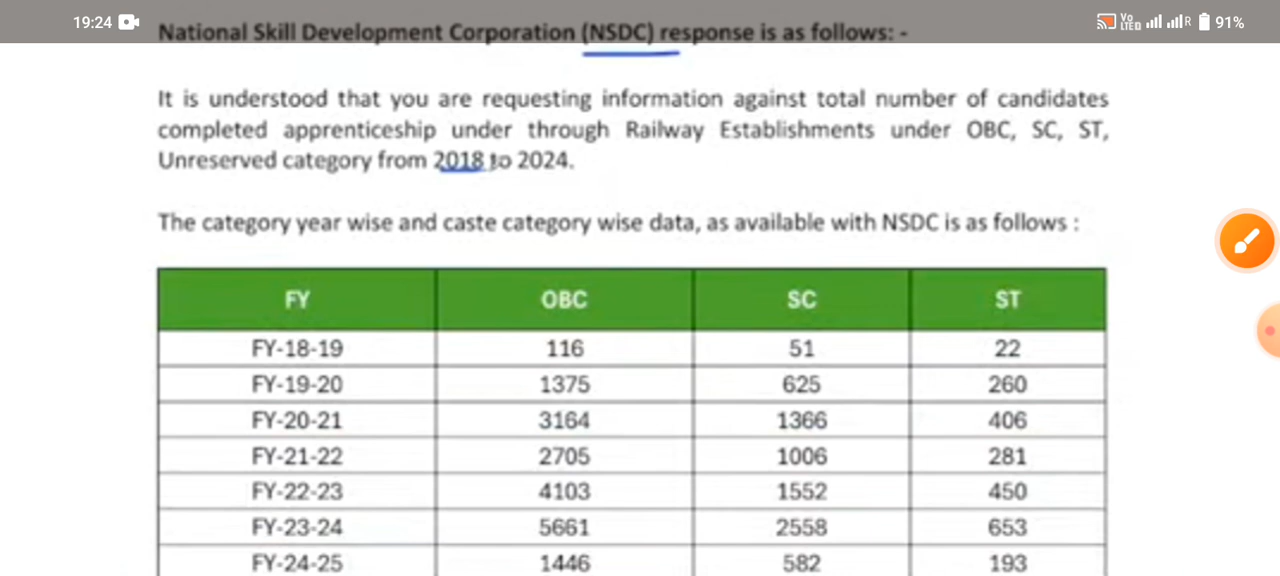 19:24 Vo LTE 91%
National Skill Development Corporation (NSDC) response is as follows: -
It is understood that you are requesting information against total number of candidates
completed apprenticeship under through Railway Establishments under OBC, SC, ST,
Unreserved category from 2018 to 2024.
The category year wise and caste category wise data, as available with NSDC is as follows :
FY OBC SC ST
FY-18-19 116 51 22
FY-19-20 1375 625 260
FY-20-21 3164 1366 406
FY-21-22 2705 1006 281
FY-22-23 4103 1552 450
FY-23-24 5661 2558 653
FY-24-25 1446 582 193